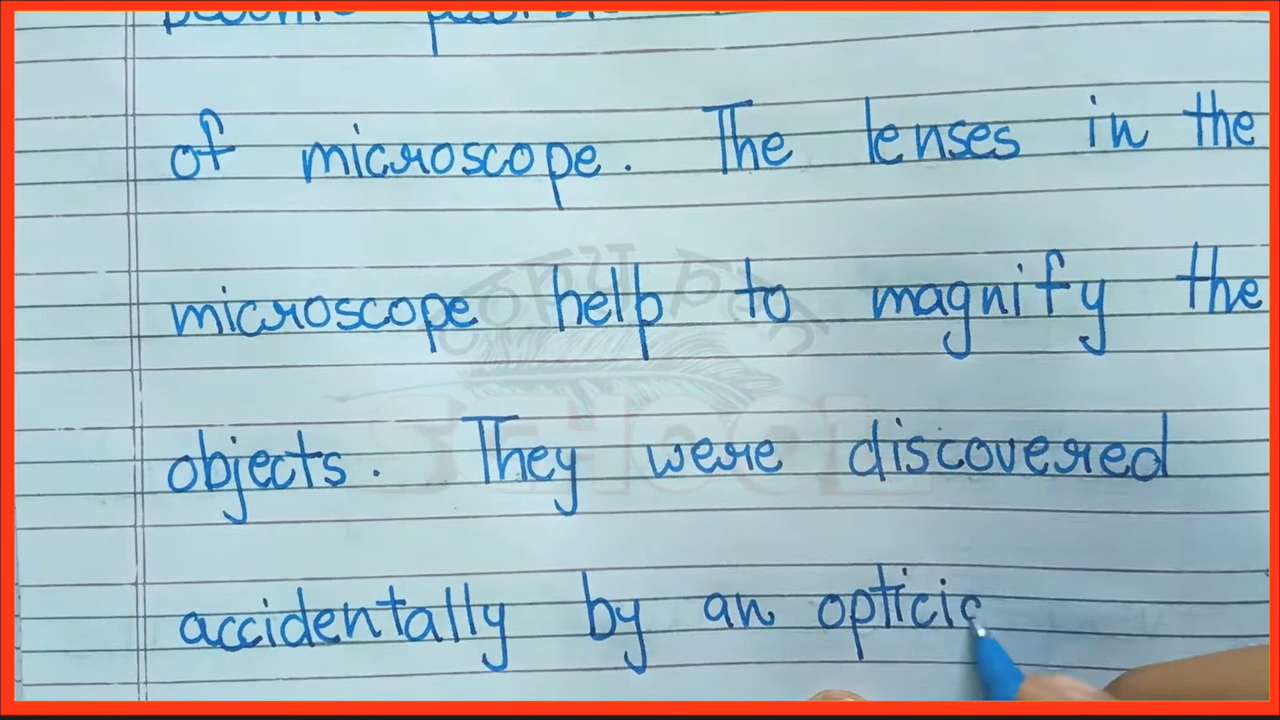 of microscope. The lenses in the
microscope help to magnify the
objects. They were discovered
accidentally by an opticia
SCHOOL